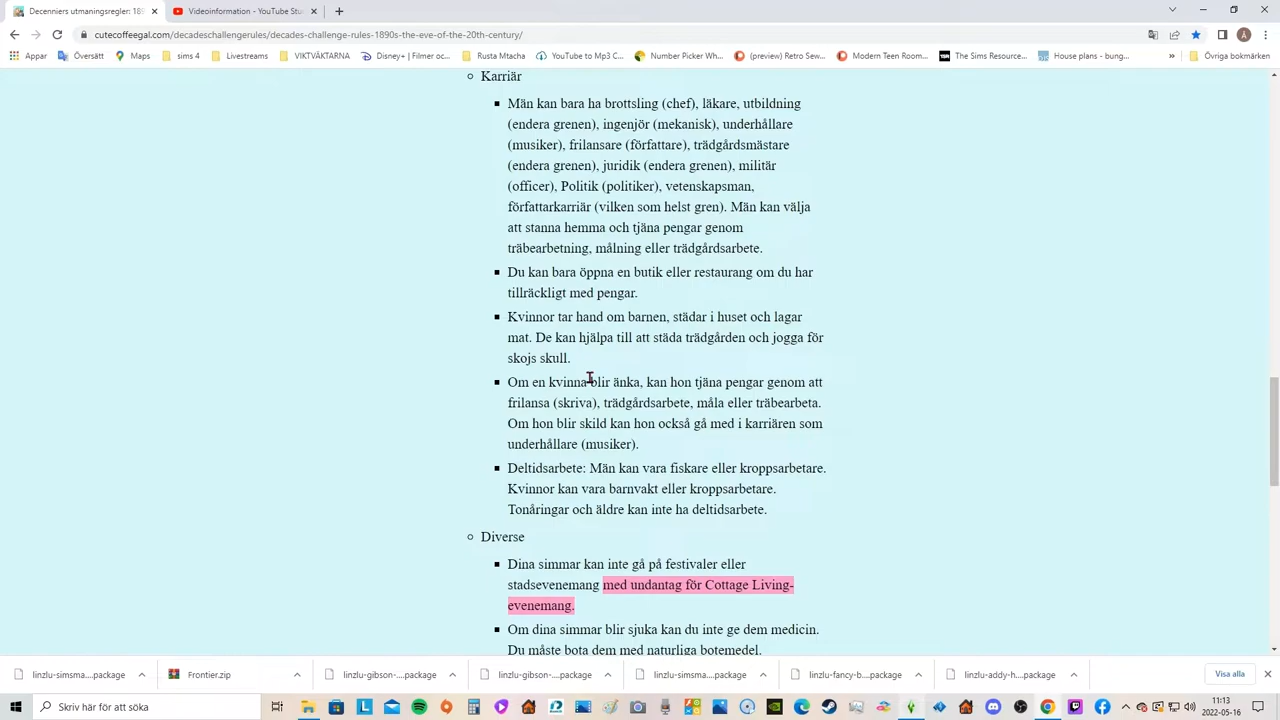 Decenniers turmåtningsregler: 189
Videoinformation - YouTube Stu
cutecoffeegal.com/decadeschallengerules/decades-challenge-rules-1890s-the-eve-of-the-20th-century/
Appar Översätt Maps sims 4 Livestreams VIKTVÄKTARNA Disney+ | Filmer oc... Rusta Mtacha YouTube to Mp3 C... Number Picker Wh... (preview) Retro Sew... Modern Teen Room... The Sims Resource... House plans - bung... » Övriga bokmärken
Karriär
Män kan bara ha brottsling (chef), läkare, utbildning
(endera grenen), ingenjör (mekanisk), underhållare
(musiker), frilansare (författare), trädgårdsmästare
(endera grenen), juridik (endera grenen), militär
(officer), Politik (politiker), vetenskapsman,
författarkarriär (vilken som helst gren). Män kan välja
att stanna hemma och tjäna pengar genom
träbearbetning, målning eller trädgårdsarbete.
Du kan bara öppna en butik eller restaurang om du har
tillräckligt med pengar.
Kvinnor tar hand om barnen, städar i huset och lagar
mat. De kan hjälpa till att städa trädgården och jogga för
skojs skull.
Om en kvinna blir änka, kan hon tjäna pengar genom att
frilansa (skriva), trädgårdsarbete, måla eller träbearbeta.
Om hon blir skild kan hon också gå med i karriären som
underhållare (musiker).
Deltidsarbete: Män kan vara fiskare eller kroppsarbetare.
Kvinnor kan vara barnvakt eller kroppsarbetare.
Tonåringar och äldre kan inte ha deltidsarbete.
Diverse
Dina simmar kan inte gå på festivaler eller
stadsevenemang med undantag för Cottage Living-
evenemang.
Om dina simmar blir sjuka kan du inte ge dem medicin.
Du måste bota dem med naturliga botemedel.
linzlu-simsma....package Frontier.zip linzlu-gibson-....package linzlu-gibson-....package linzlu-simsma....package linzlu-fancy-b....package linzlu-addy-h....package Visa alla
Skriv här för att söka
11:13
2022-05-16